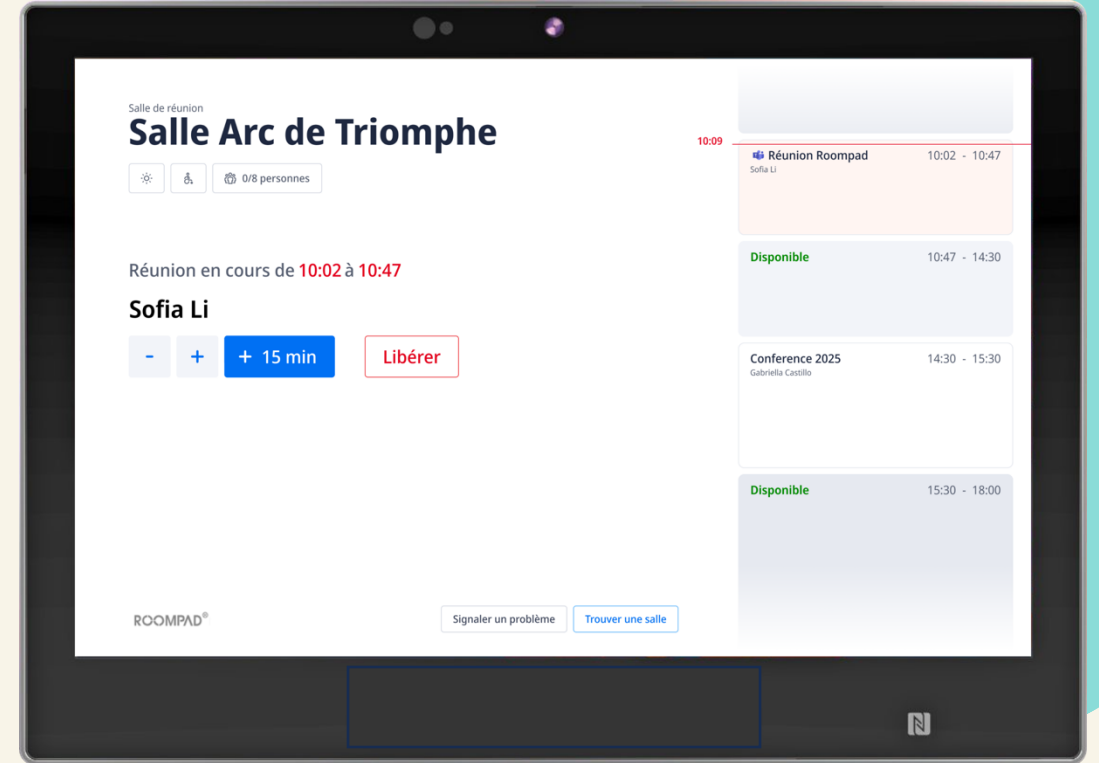 Salle de réunion
Salle Arc de Triomphe
0/8 personnes
Réunion en cours de 10:02 à 10:47
Sofia Li
- + + 15 min Libérer
ROOMPAD®
Signaler un problème Trouver une salle
10:09
Réunion Roompad 10:02 - 10:47
Sofia Li
Disponible 10:47 - 14:30
Conference 2025 14:30 - 15:30
Gabriella Castillo
Disponible 15:30 - 18:00